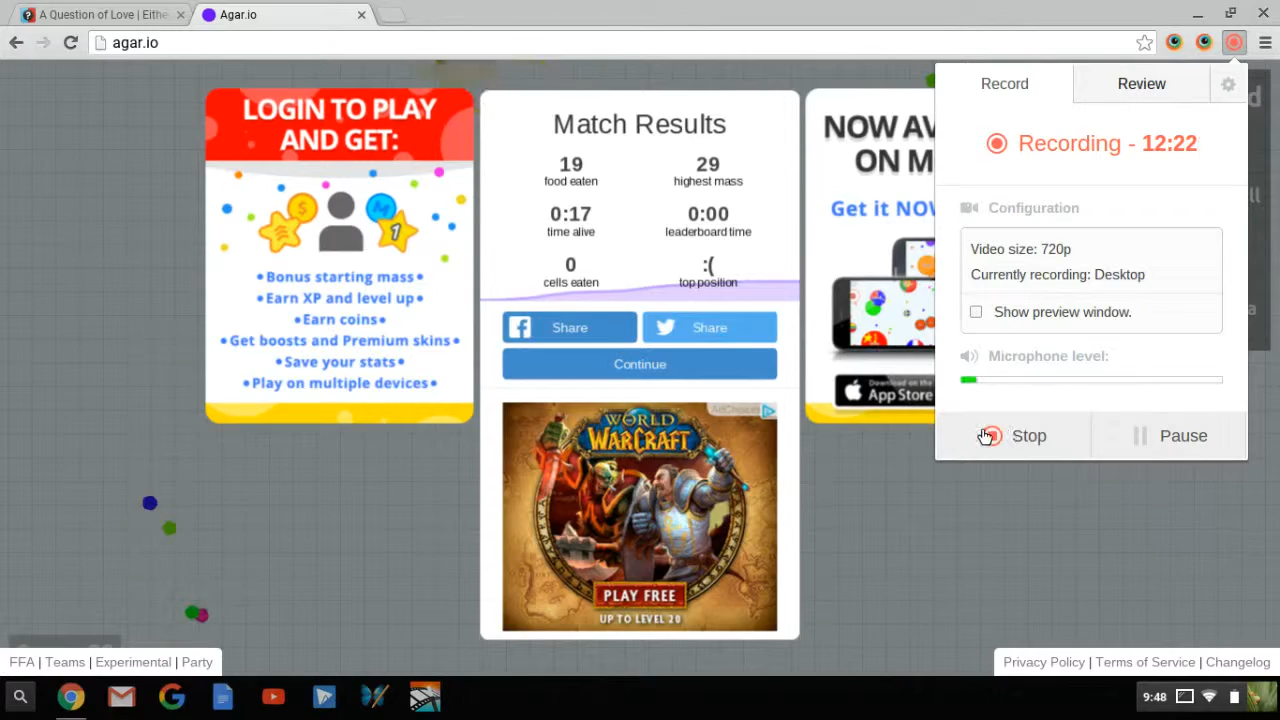 A Question of Love | Eithe
Agar.io
agar.io
LOGIN TO PLAY
AND GET:
1
•Bonus starting mass•
•Earn XP and level up•
•Earn coins•
•Get boosts and Premium skins•
•Save your stats•
•Play on multiple devices•
Match Results
19
food eaten
29
highest mass
0:17
time alive
0:00
leaderboard time
0
cells eaten
:(
top position
Share
Share
Continue
AdChoices
WORLD
WARCRAFT
PLAY FREE
UP TO LEVEL 20
NOW AV
ON M
Get it NOW
Download on the
App Store
Record
Review
Recording - 12:22
Configuration
Video size: 720p
Currently recording: Desktop
Show preview window.
Microphone level:
Stop
Pause
FFA | Teams | Experimental | Party
Privacy Policy | Terms of Service | Changelog
9:48